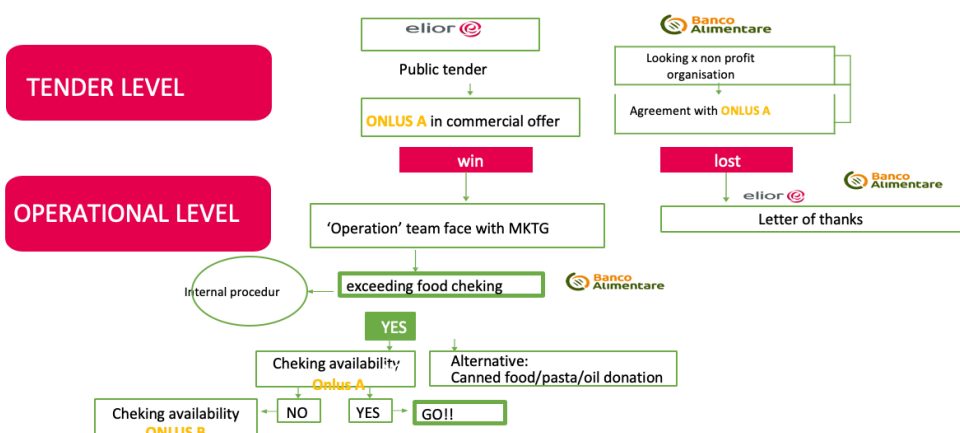 elior
Banco
Alimentare
TENDER LEVEL
Public tender
Looking x non profit
organisation
ONLUS A in commercial offer
Agreement with ONLUS A
win
lost
OPERATIONAL LEVEL
elior
Banco
Alimentare
Letter of thanks
'Operation' team face with MKTG
Internal procedur
exceeding food cheking
Banco
Alimentare
YES
Cheking availability
Onlus A
Alternative:
Canned food/pasta/oil donation
Cheking availability
ONLUS B
NO
YES
GO!!